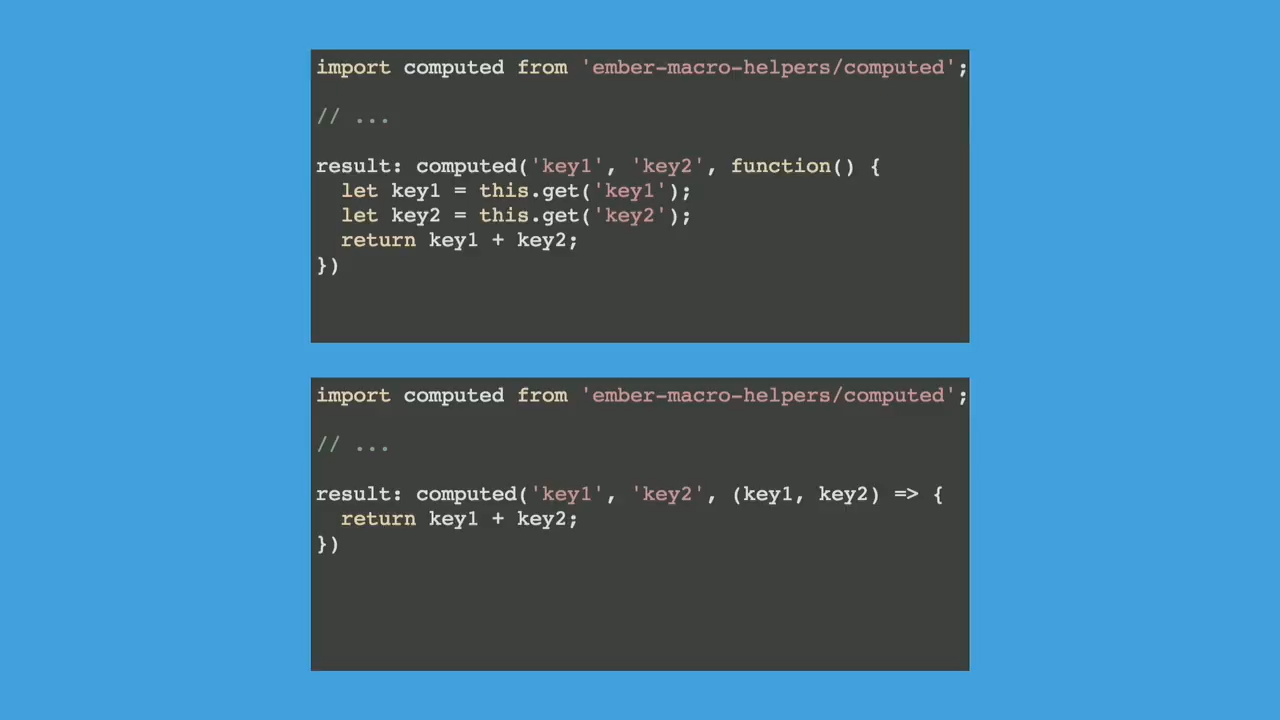 import computed from 'ember-macro-helpers/computed';
// ...
result: computed('key1', 'key2', function() {
  let key1 = this.get('key1');
  let key2 = this.get('key2');
  return key1 + key2;
})
import computed from 'ember-macro-helpers/computed';
// ...
result: computed('key1', 'key2', (key1, key2) => {
  return key1 + key2;
})